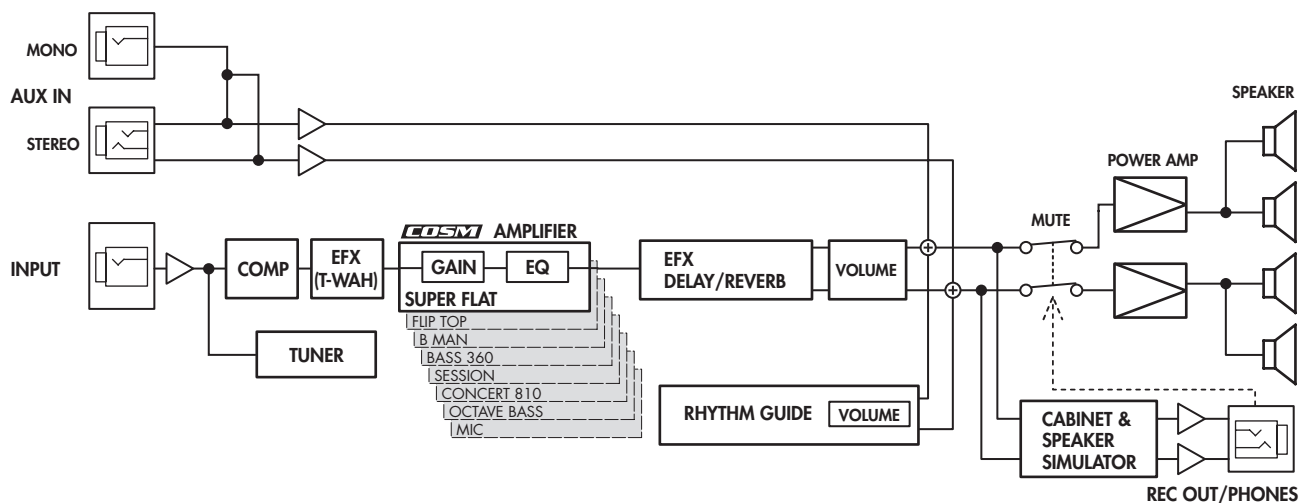 MONO
AUX IN
STEREO
SPEAKER
POWER AMP
MUTE
COSM AMPLIFIER
INPUT
COMP
EFX
(T-WAH)
GAIN
EQ
SUPER FLAT
FLIP TOP
B MAN
BASS 360
SESSION
CONCERT 810
OCTAVE BASS
MIC
EFX
DELAY/REVERB
VOLUME
TUNER
RHYTHM GUIDE
VOLUME
CABINET &
SPEAKER
SIMULATOR
REC OUT/PHONES